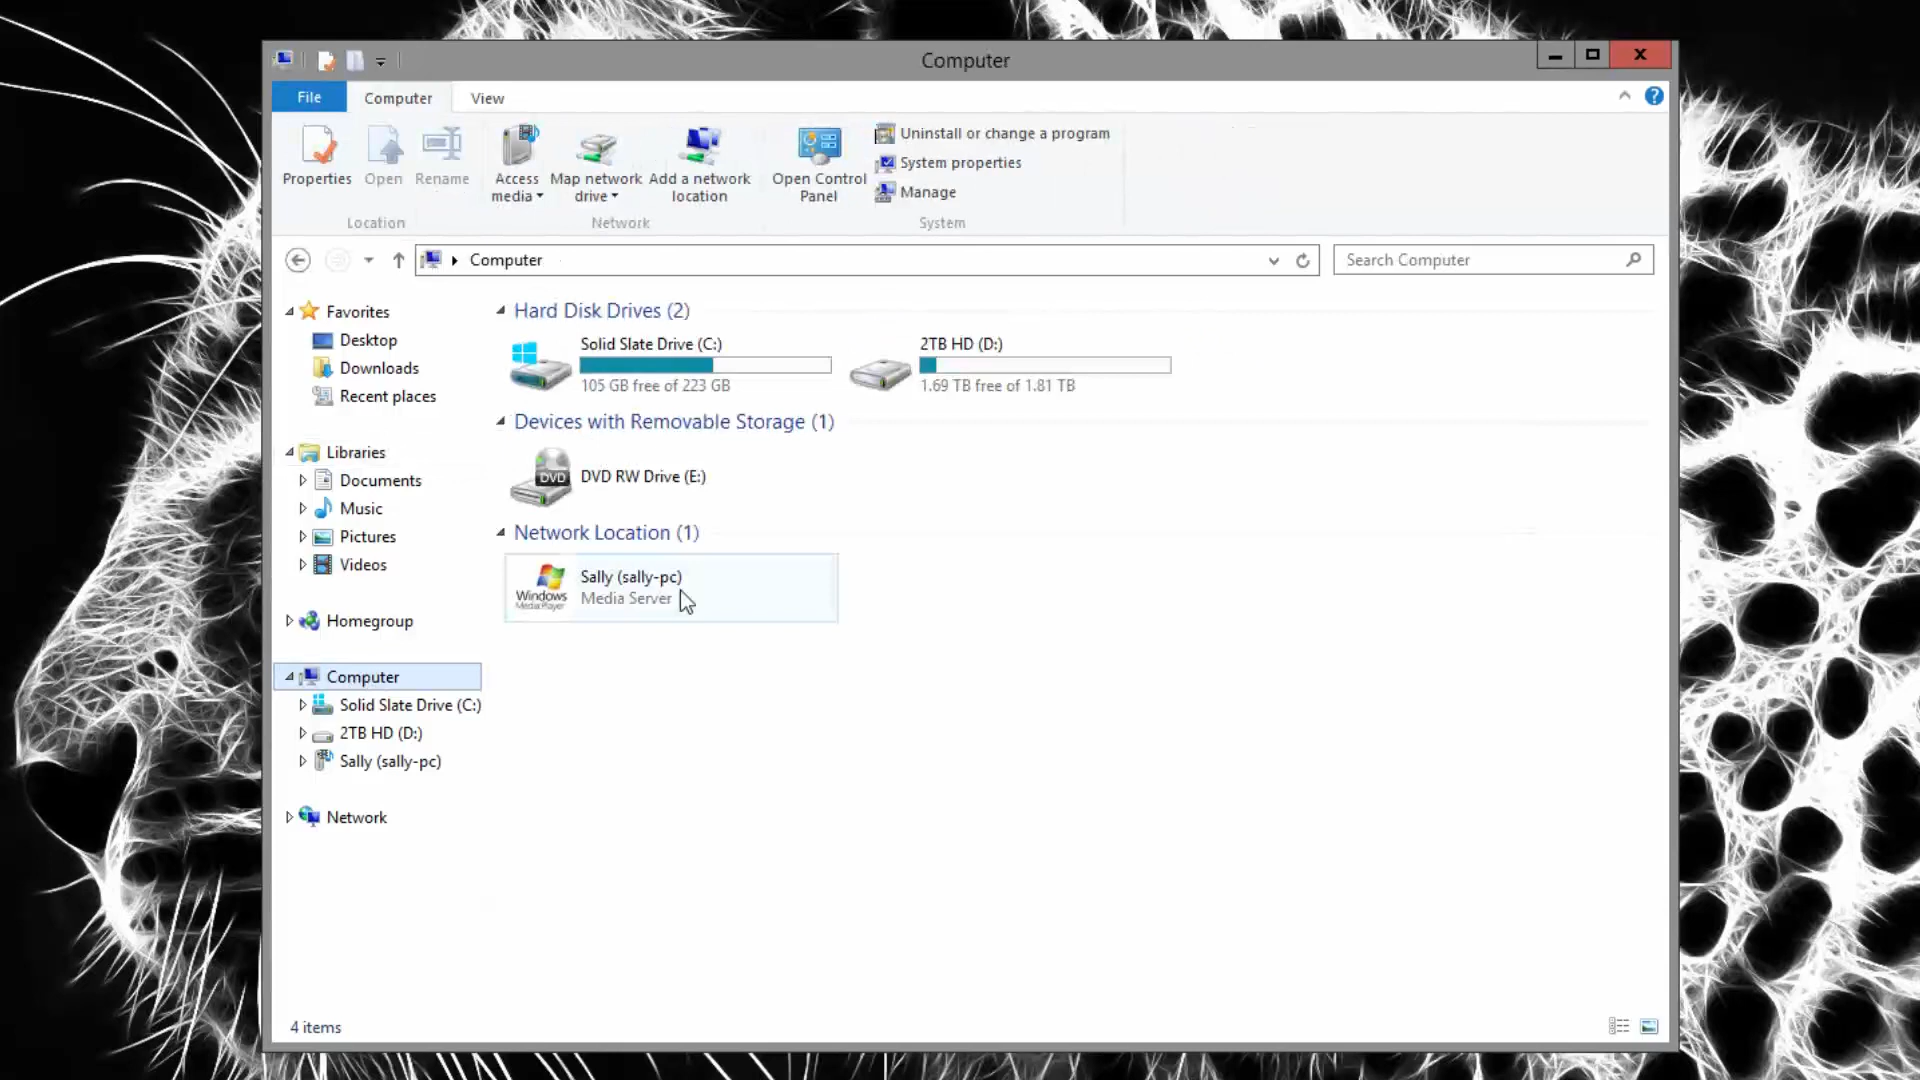 Computer
File
Computer
View
Properties
Open
Rename
Access media
Map network drive
Add a network location
Open Control Panel
Uninstall or change a program
System properties
Manage
Location
Network
System
Computer
Search Computer
Favorites
Desktop
Downloads
Recent places
Libraries
Documents
Music
Pictures
Videos
Homegroup
Computer
Solid Slate Drive (C:)
2TB HD (D:)
Sally (sally-pc)
Network
Hard Disk Drives (2)
Solid Slate Drive (C:)
105 GB free of 223 GB
2TB HD (D:)
1.69 TB free of 1.81 TB
Devices with Removable Storage (1)
DVD
DVD RW Drive (E:)
Network Location (1)
Windows
MediaPlayer
Sally (sally-pc)
Media Server
4 items